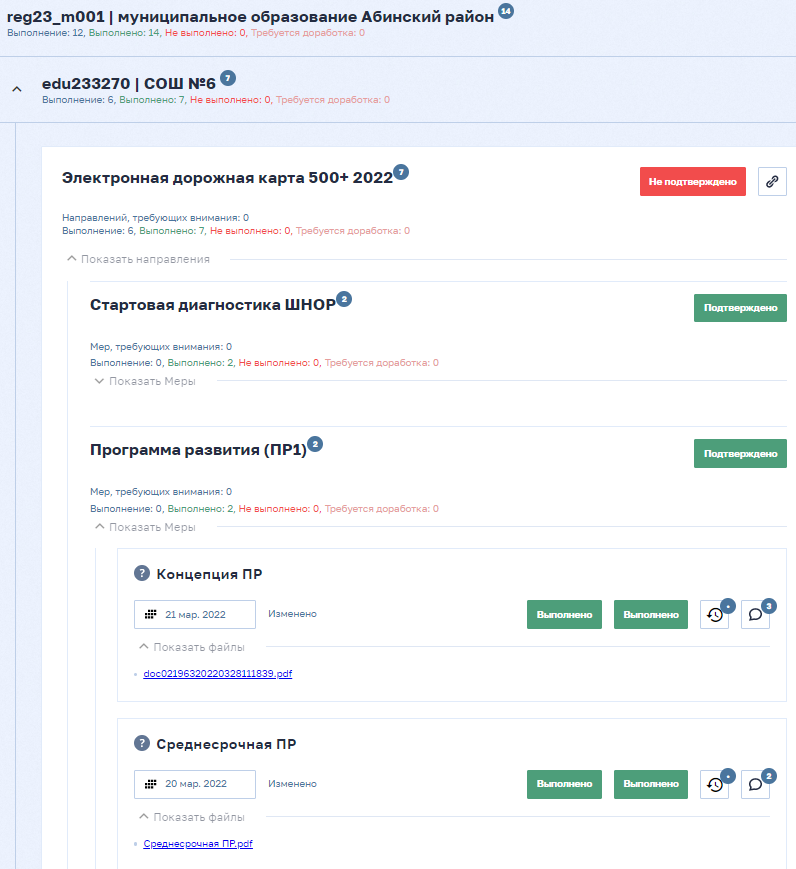 reg23_m001 | муниципальное образование Абинский район 14
Выполнение: 12, Выполнено: 14, Не выполнено: 0, Требуется доработка: 0
edu233270 | СОШ №6 7
Выполнение: 6, Выполнено: 7, Не выполнено: 0, Требуется доработка: 0
Электронная дорожная карта 500+ 2022 7
Не подтверждено
Направлений, требующих внимания: 0
Выполнение: 6, Выполнено: 7, Не выполнено: 0, Требуется доработка: 0
Показать направления
Стартовая диагностика ШНОР 2
Подтверждено
Мер, требующих внимания: 0
Выполнение: 0, Выполнено: 2, Не выполнено: 0, Требуется доработка: 0
Показать Меры
Программа развития (ПР1) 2
Подтверждено
Мер, требующих внимания: 0
Выполнение: 0, Выполнено: 2, Не выполнено: 0, Требуется доработка: 0
Показать Меры
? Концепция ПР
21 мар. 2022 Изменено Выполнено Выполнено 3
Показать файлы
doc02196320220328111839.pdf
? Среднесрочная ПР
20 мар. 2022 Изменено Выполнено Выполнено 2
Показать файлы
Среднесрочная ПР.pdf